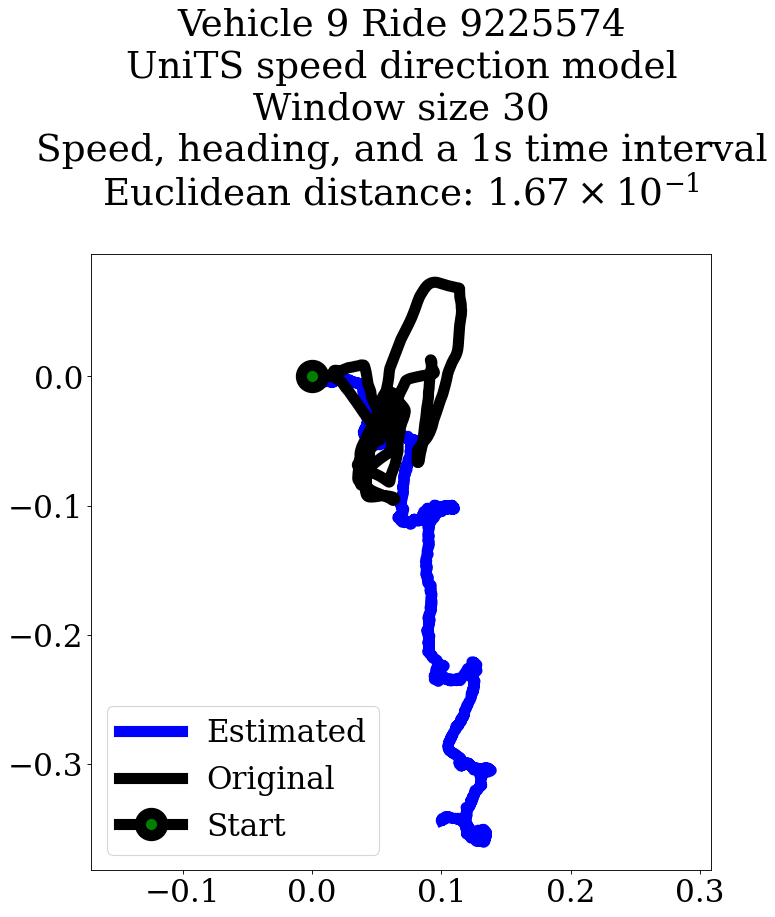 Vehicle 9 Ride 9225574
UniTS speed direction model
Window size 30
Speed, heading, and a 1s time interval
Euclidean distance: 1.67 × 10⁻¹
0.0
−0.1
−0.2
−0.3
Estimated
Original
Start
−0.1 0.0 0.1 0.2 0.3